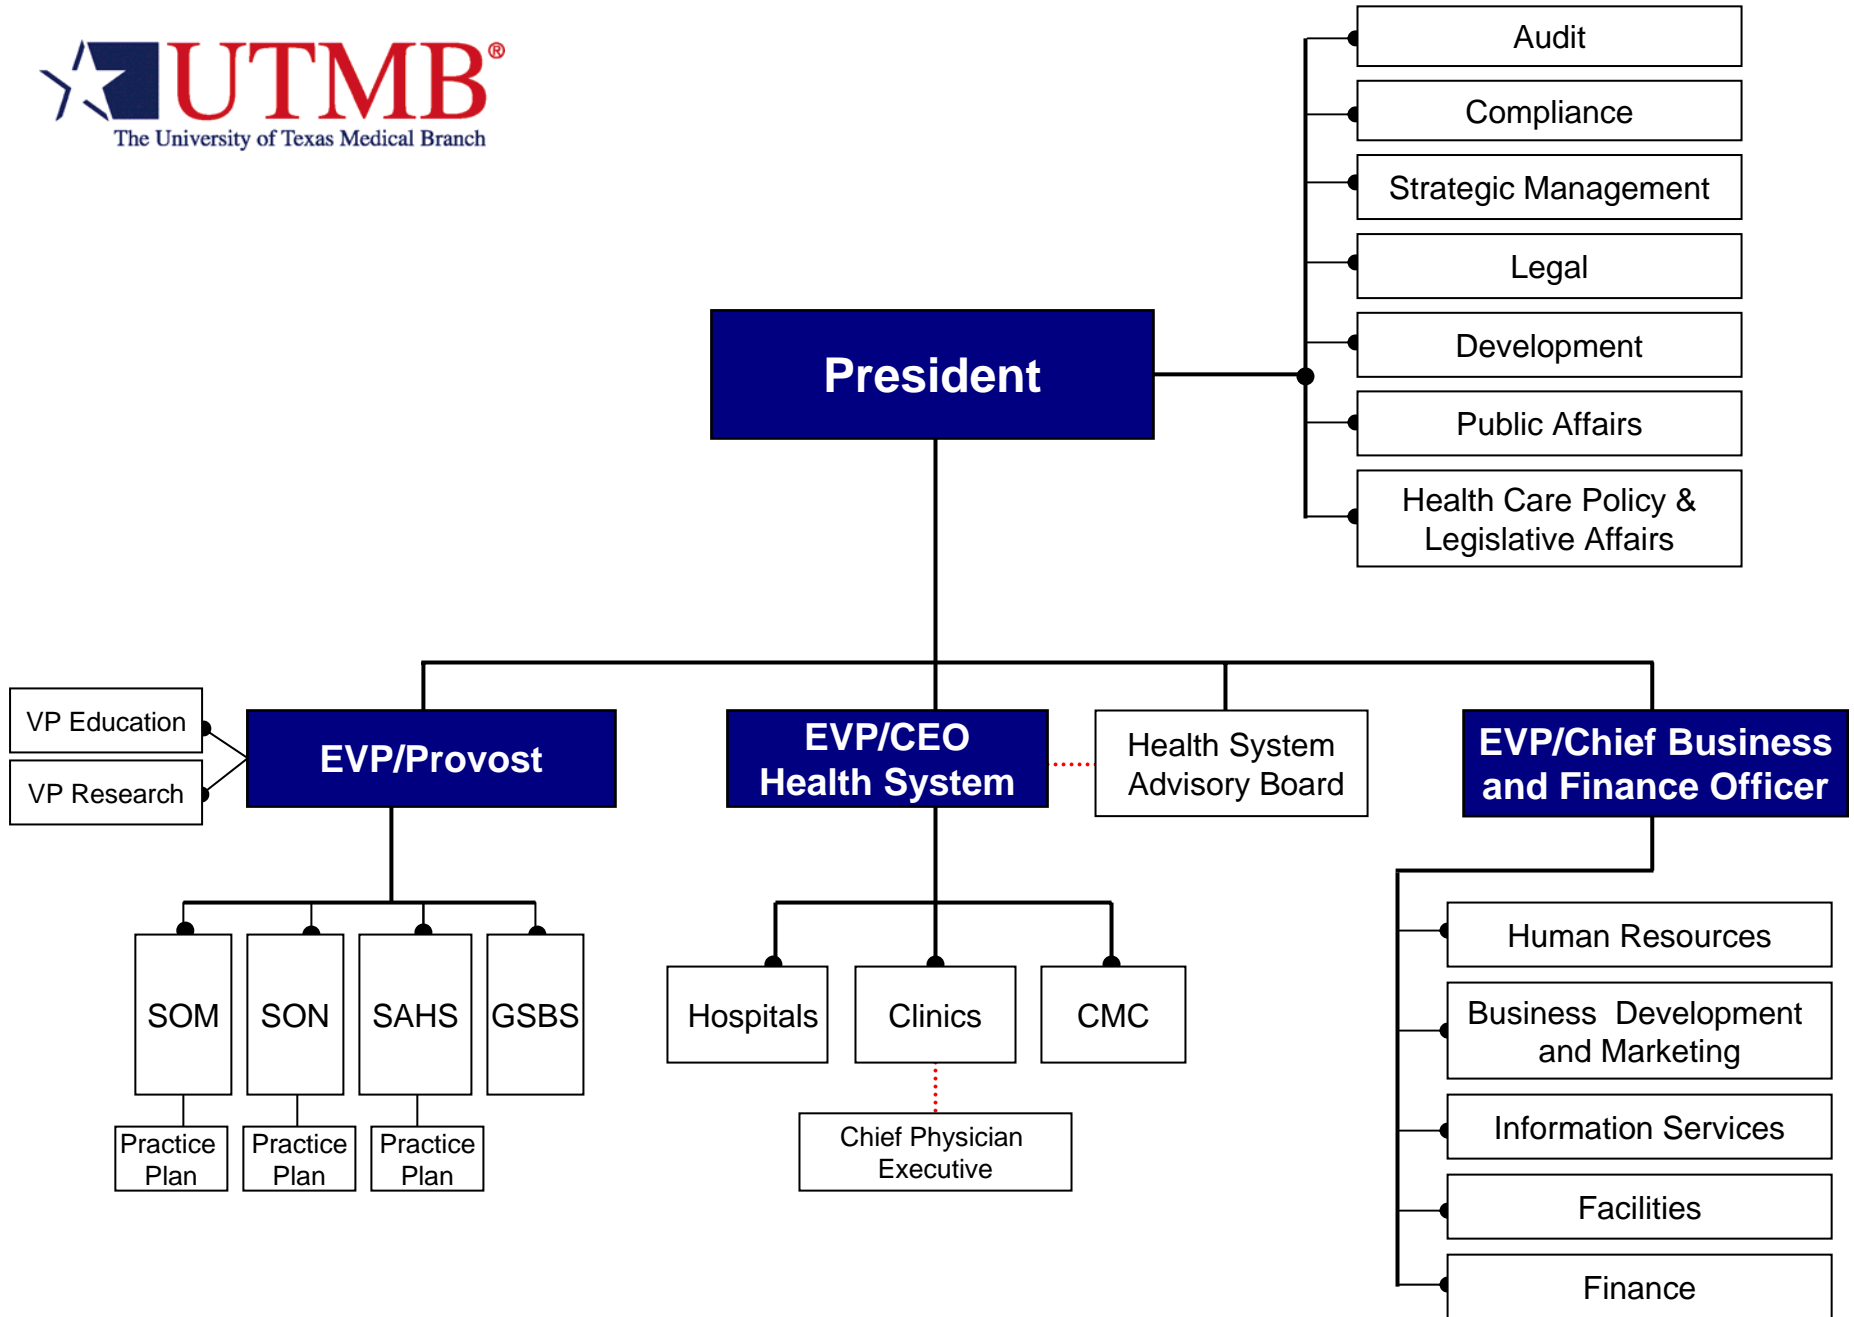 UTMB®
The University of Texas Medical Branch
Audit
Compliance
Strategic Management
Legal
Development
Public Affairs
Health Care Policy &
Legislative Affairs
President
VP Education
VP Research
EVP/Provost
EVP/CEO
Health System
Health System
Advisory Board
EVP/Chief Business
and Finance Officer
SOM
SON
SAHS
GSBS
Practice
Plan
Practice
Plan
Practice
Plan
Hospitals
Clinics
CMC
Chief Physician
Executive
Human Resources
Business  Development
and Marketing
Information Services
Facilities
Finance